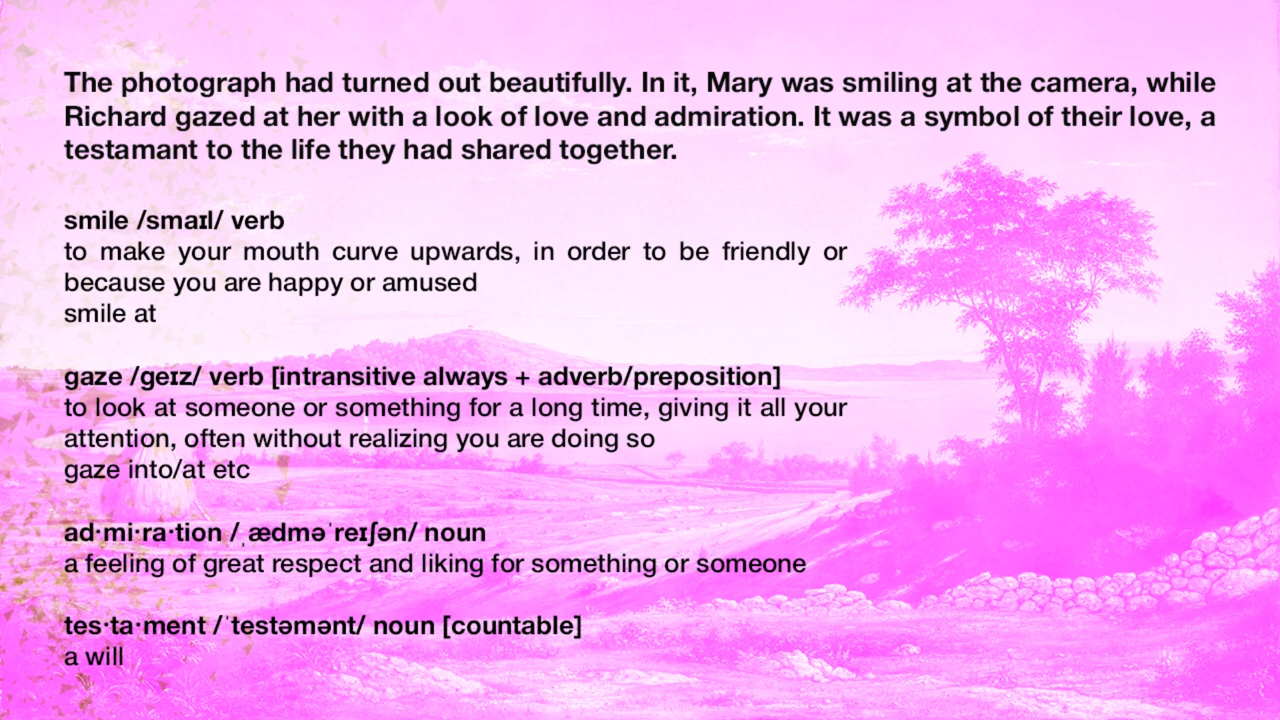 The photograph had turned out beautifully. In it, Mary was smiling at the camera, while
Richard gazed at her with a look of love and admiration. It was a symbol of their love, a
testamant to the life they had shared together.
smile /smaɪl/ verb
to make your mouth curve upwards, in order to be friendly or
because you are happy or amused
smile at
gaze /ɡeɪz/ verb [intransitive always + adverb/preposition]
to look at someone or something for a long time, giving it all your
attention, often without realizing you are doing so
gaze into/at etc
ad‧mi‧ra‧tion /ˌædməˈreɪʃən/ noun
a feeling of great respect and liking for something or someone
tes‧ta‧ment /ˈtestəmənt/ noun [countable]
a will